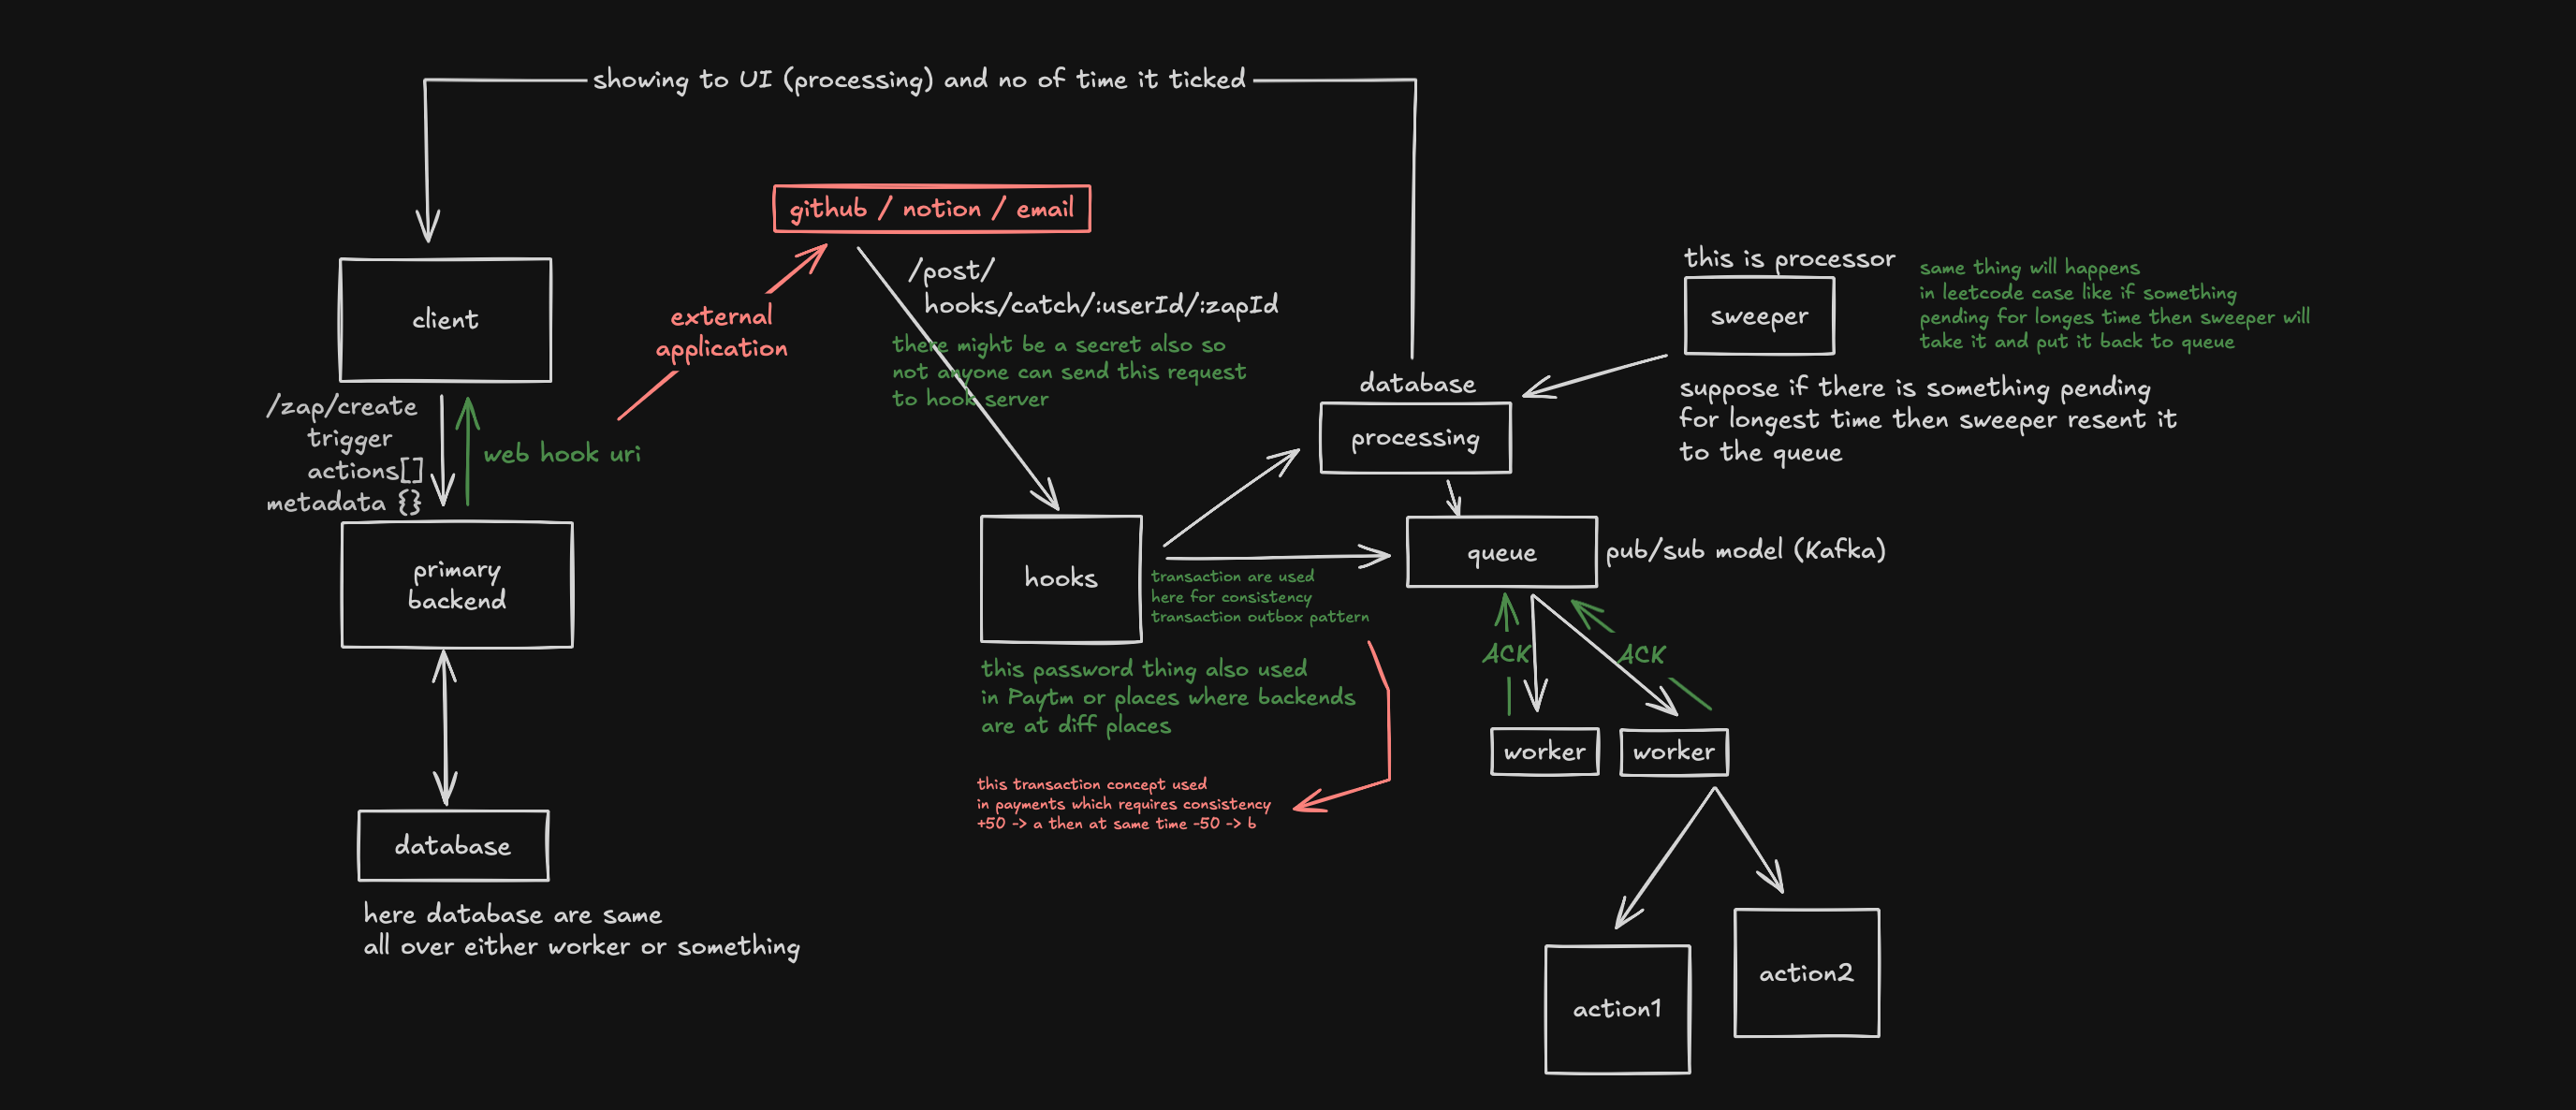 showing to UI (processing) and no of time it ticked
github / notion / email
/post/
hooks/catch/:userId/:zapId
there might be a secret also so
not anyone can send this request
to hook server
external
application
client
/zap/create
trigger
actions[]
metadata {}
web hook uri
primary
backend
database
here database are same
all over either worker or something
hooks
transaction are used
here for consistency
transaction outbox pattern
this password thing also used
in Paytm or places where backends
are at diff places
this transaction concept used
in payments which requires consistency
+50 -> a then at same time -50 -> b
database
processing
queue
pub/sub model (Kafka)
this is processor
sweeper
same thing will happens
in leetcode case like if something
pending for longes time then sweeper will
take it and put it back to queue
suppose if there is something pending
for longest time then sweeper resent it
to the queue
ACK
ACK
worker
worker
action1
action2